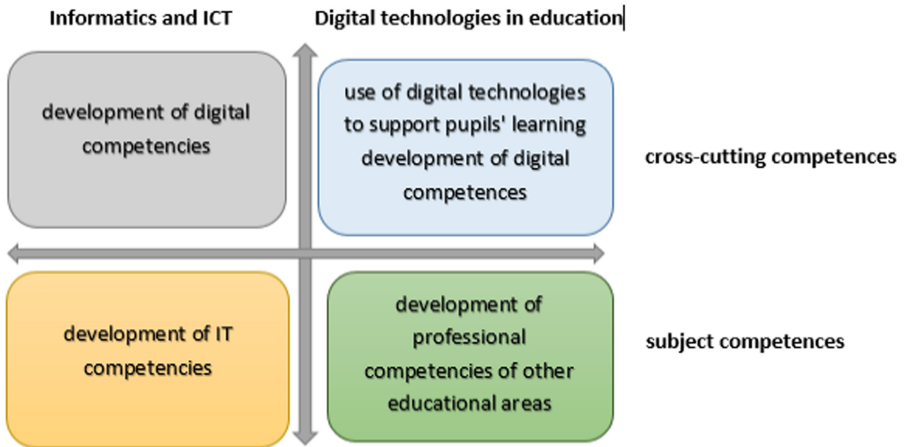 Informatics and ICT
Digital technologies in education
development of digital
competencies
use of digital technologies
to support pupils' learning
development of digital
competences
cross-cutting competences
development of IT
competencies
development of
professional
competencies of other
educational areas
subject competences